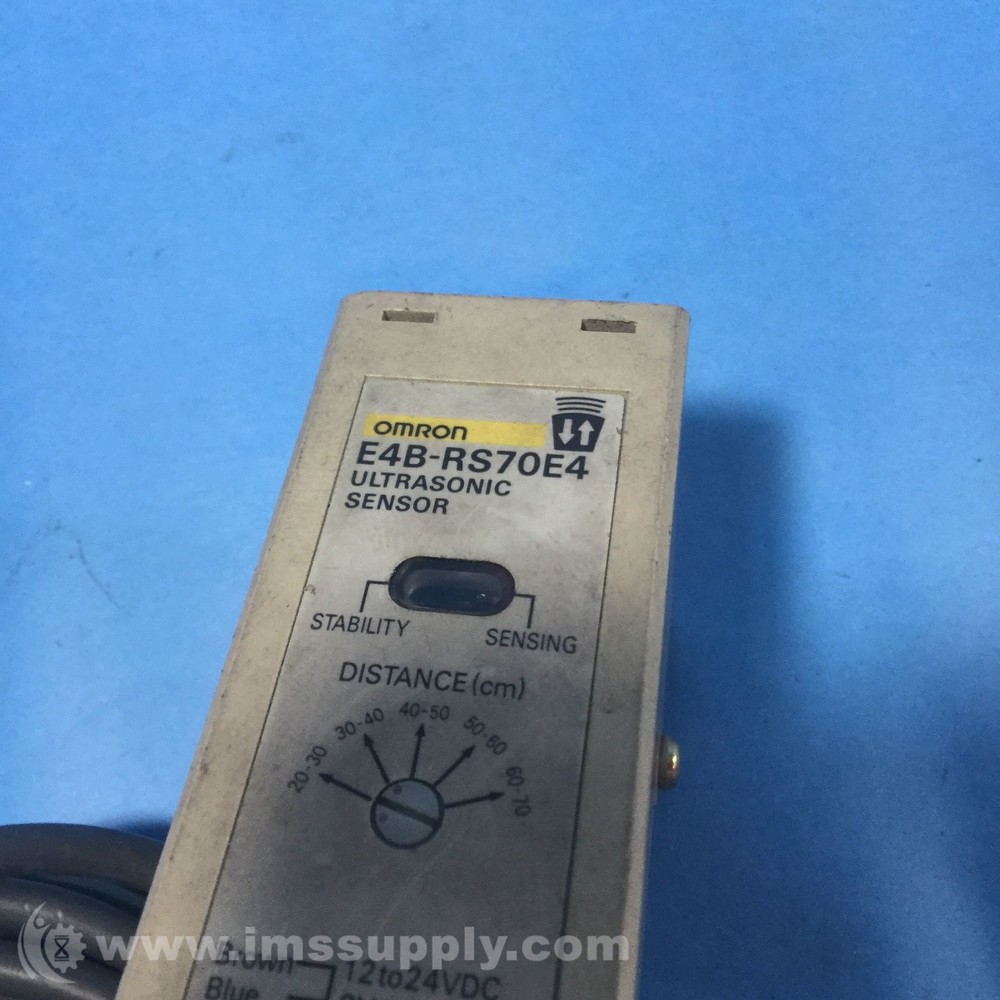 OMRON
E4B-RS70E4
ULTRASONIC
SENSOR
STABILITY
SENSING
DISTANCE (cm)
20-30 30-40 40-50 50-60 60-70
www.imssupply.com
Brown 12to24VDC
Blue